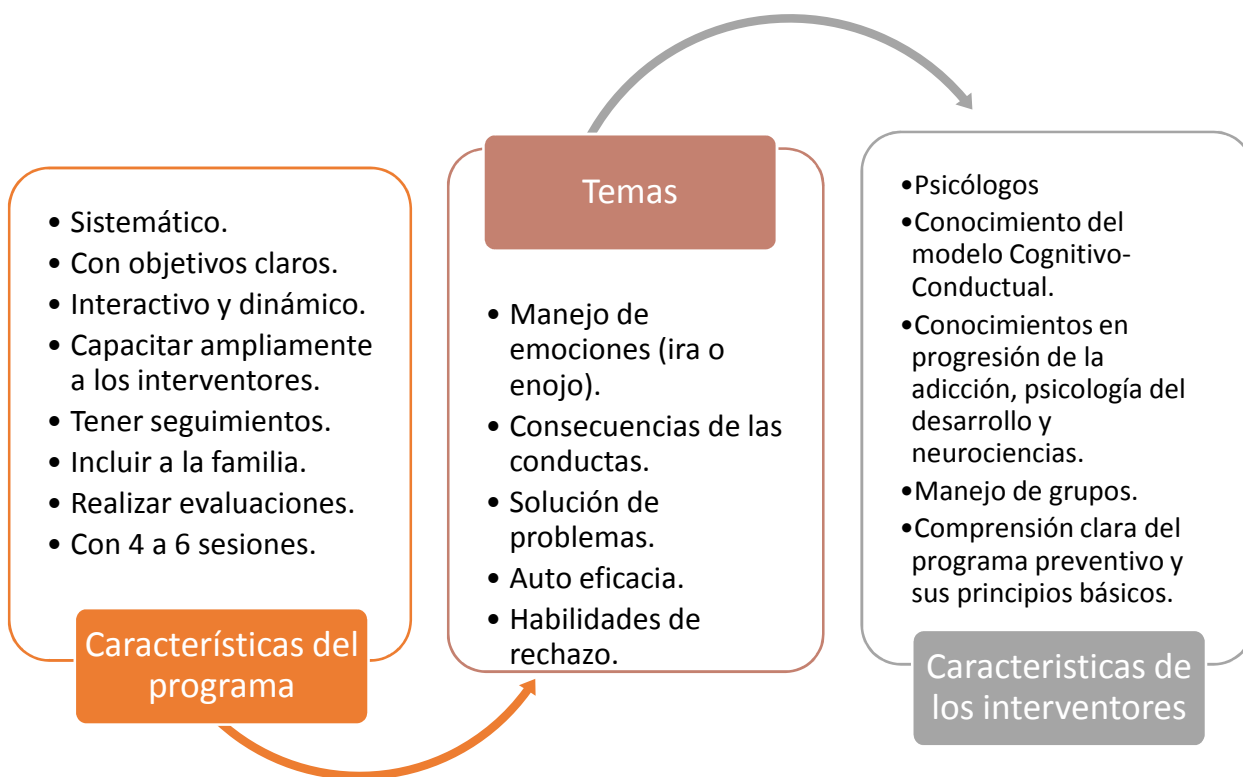 • Sistemático.
• Con objetivos claros.
• Interactivo y dinámico.
• Capacitar ampliamente
a los interventores.
• Tener seguimientos.
• Incluir a la familia.
• Realizar evaluaciones.
• Con 4 a 6 sesiones.
Características del
programa
Temas
• Manejo de
emociones (ira o
enojo).
• Consecuencias de las
conductas.
• Solución de
problemas.
• Auto eficacia.
• Habilidades de
rechazo.
•Psicólogos
•Conocimiento del
modelo Cognitivo-
Conductual.
•Conocimientos en
progresión de la
adicción, psicología del
desarrollo y
neurociencias.
•Manejo de grupos.
•Comprensión clara del
programa preventivo y
sus principios básicos.
Caracteristicas de
los interventores